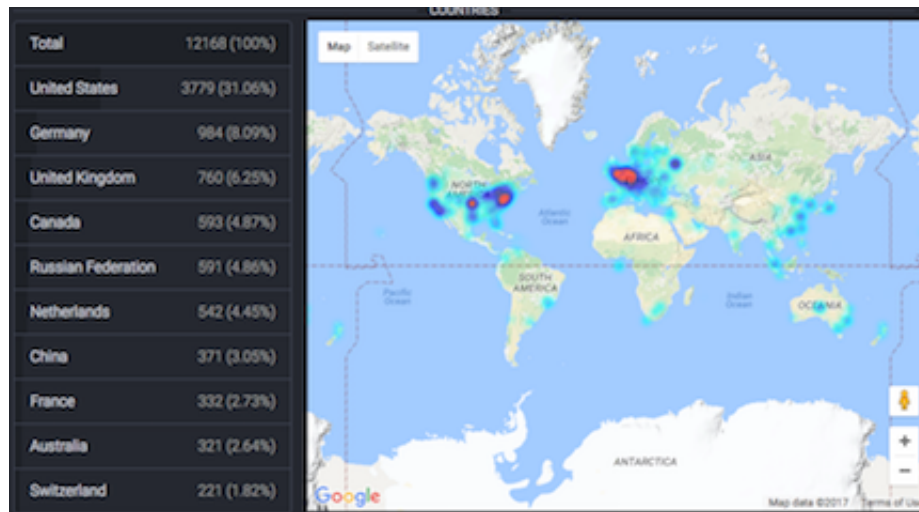 COUNTRIES
Total 12168 (100%)
United States 3779 (31.06%)
Germany 984 (8.09%)
United Kingdom 760 (6.25%)
Canada 593 (4.87%)
Russian Federation 591 (4.86%)
Netherlands 542 (4.45%)
China 371 (3.05%)
France 332 (2.73%)
Australia 321 (2.64%)
Switzerland 221 (1.82%)
Map Satellite
NORTH
ASIA
Atlantic
Ocean
AFRICA
SOUTH
AMERICA
Pacific
Ocean
Indian
Ocean
OCEANIA
ANTARCTICA
+
−
Google
Map data ©2017 Terms of Us